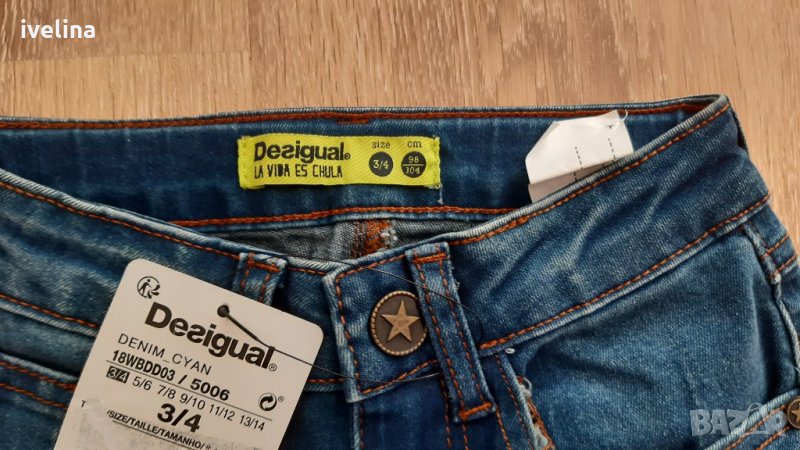 ivelina
Desigual®
LA VIDA ES CHULA
size
cm
3/4
98
104
Desigual®
DENIM_CYAN
18WBDD03 / 5006
3/4 5/6 7/8 9/10 11/12 13/14
3/4
/SIZE/TAILLE/TAMANHO/
BAZAR